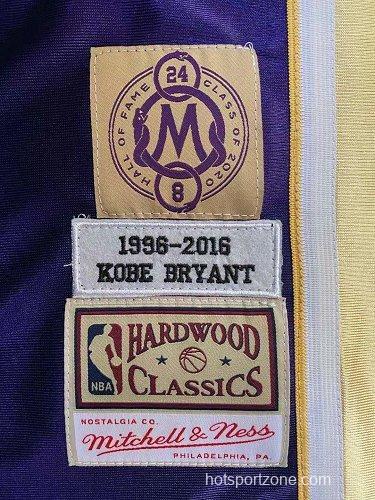 24
HALL OF FAME CLASS OF 2020
M
8
1996-2016
KOBE BRYANT
NBA
HARDWOOD
CLASSICS
NOSTALGIA CO.
Mitchell & Ness
PHILADELPHIA, PA.
hotsportzone.com